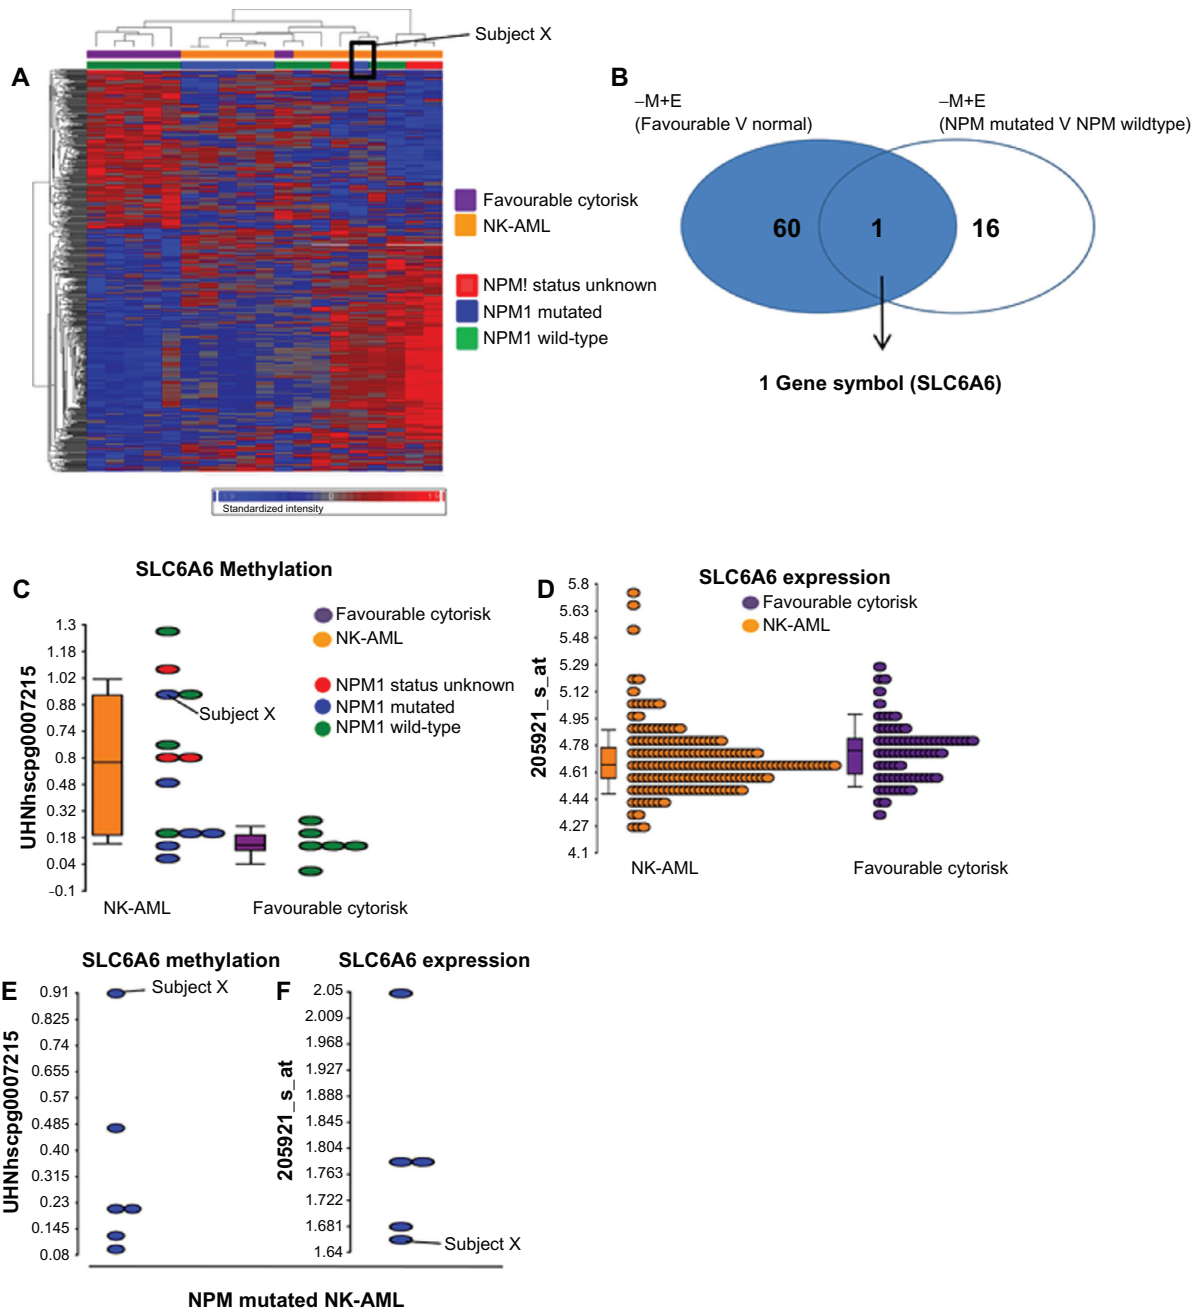 Subject X
A
Favourable cytorisk
NK-AML
NPM! status unknown
NPM1 mutated
NPM1 wild-type
0
Standardized intensity
B
–M+E
(Favourable V normal)
–M+E
(NPM mutated V NPM wildtype)
60
1
16
1 Gene symbol (SLC6A6)
SLC6A6 Methylation
C
Favourable cytorisk
NK-AML
NPM1 status unknown
NPM1 mutated
NPM1 wild-type
UHNhscpg0007215
1.3
1.18
1.02
0.88
0.74
0.8
0.48
0.32
0.18
0.04
-0.1
Subject X
NK-AML
Favourable cytorisk
D
SLC6A6 expression
Favourable cytorisk
NK-AML
205921_s_at
5.8
5.63
5.48
5.29
5.12
4.95
4.78
4.61
4.44
4.27
4.1
NK-AML
Favourable cytorisk
SLC6A6 methylation
E
UHNhscpg0007215
0.91
0.825
0.74
0.655
0.57
0.485
0.40
0.315
0.23
0.145
0.08
Subject X
SLC6A6 expression
F
205921_s_at
2.05
2.009
1.968
1.927
1.888
1.845
1.804
1.763
1.722
1.681
1.64
Subject X
NPM mutated NK-AML